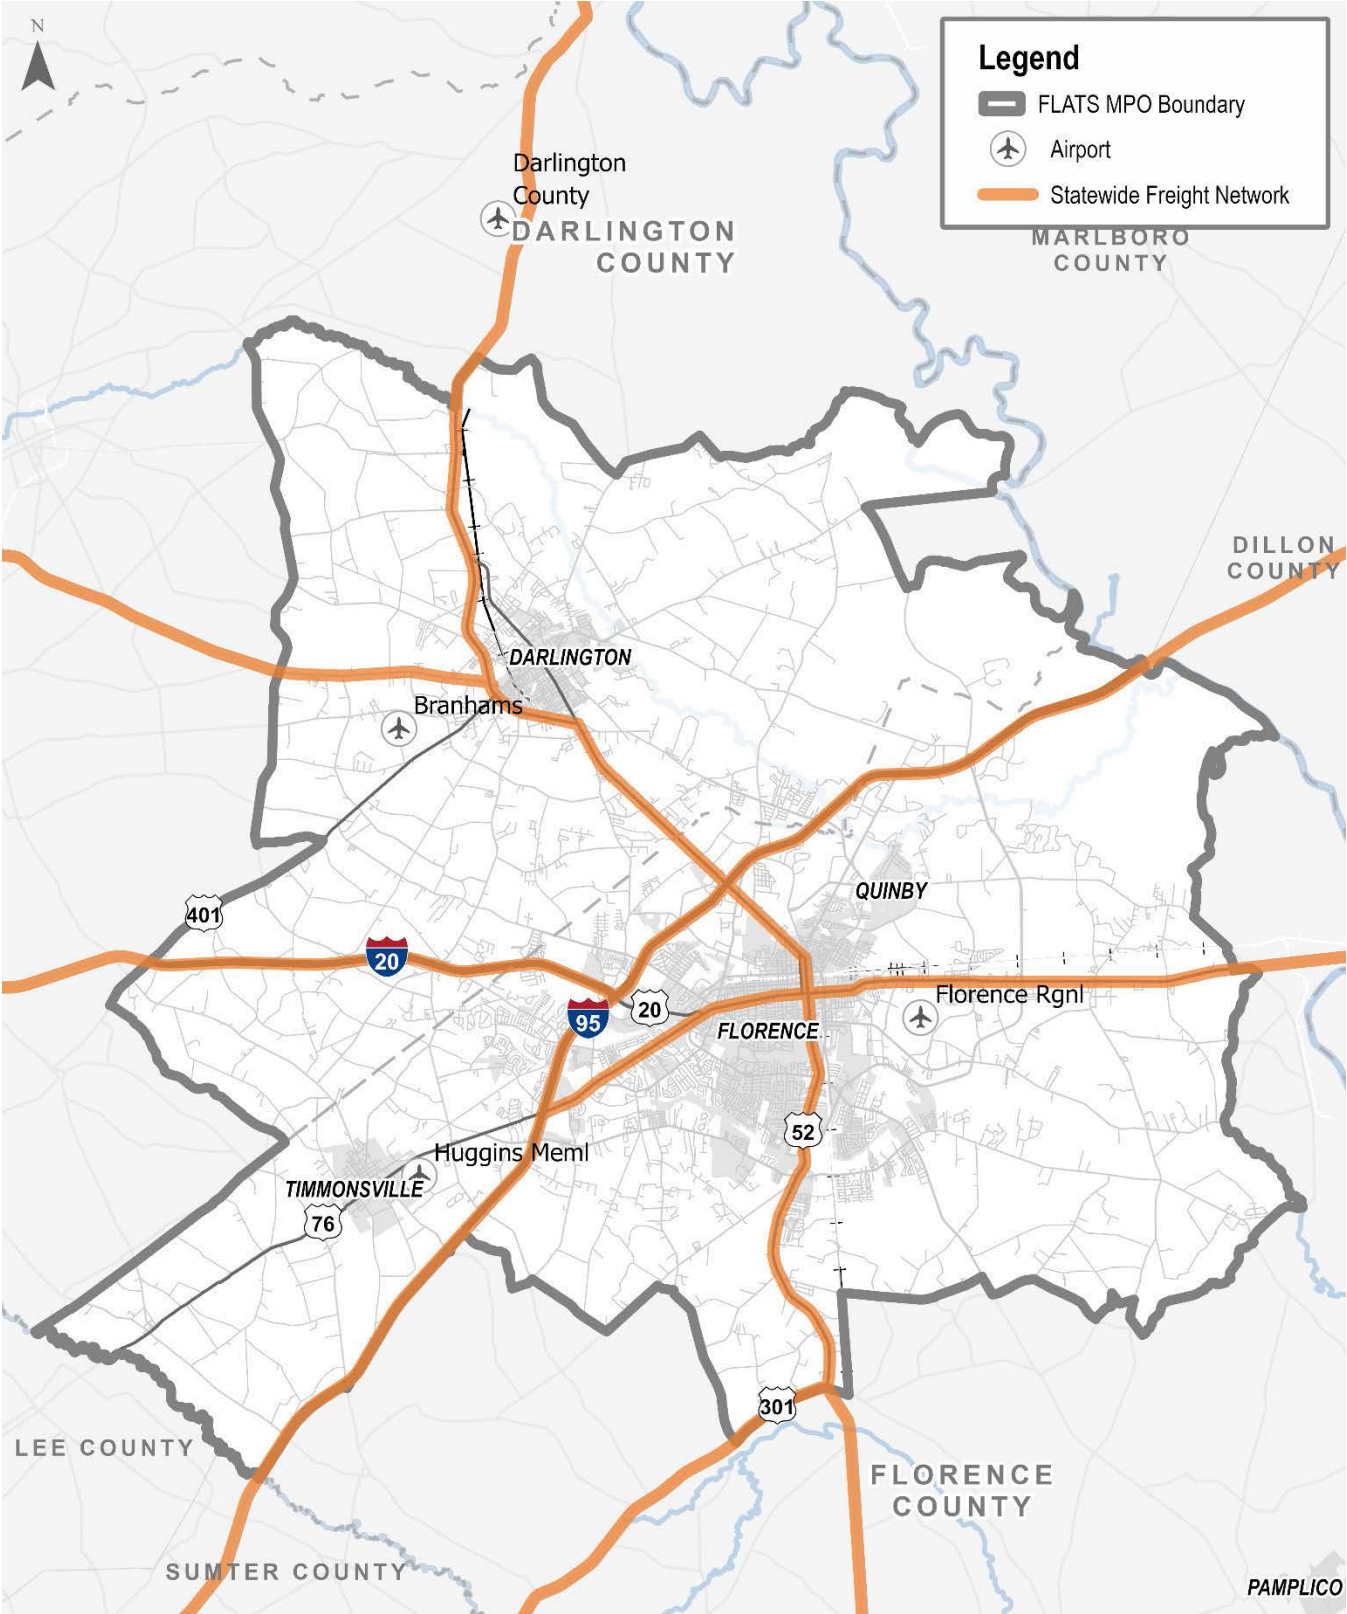 N
Legend
FLATS MPO Boundary
Airport
Statewide Freight Network
Darlington
County
DARLINGTON
COUNTY
MARLBORO
COUNTY
DILLON
COUNTY
DARLINGTON
Branhams
QUINBY
401
20
Florence Rgnl
20
95
FLORENCE
52
Huggins Meml
TIMMONSVILLE
76
301
LEE COUNTY
FLORENCE
COUNTY
SUMTER COUNTY
PAMPLICO